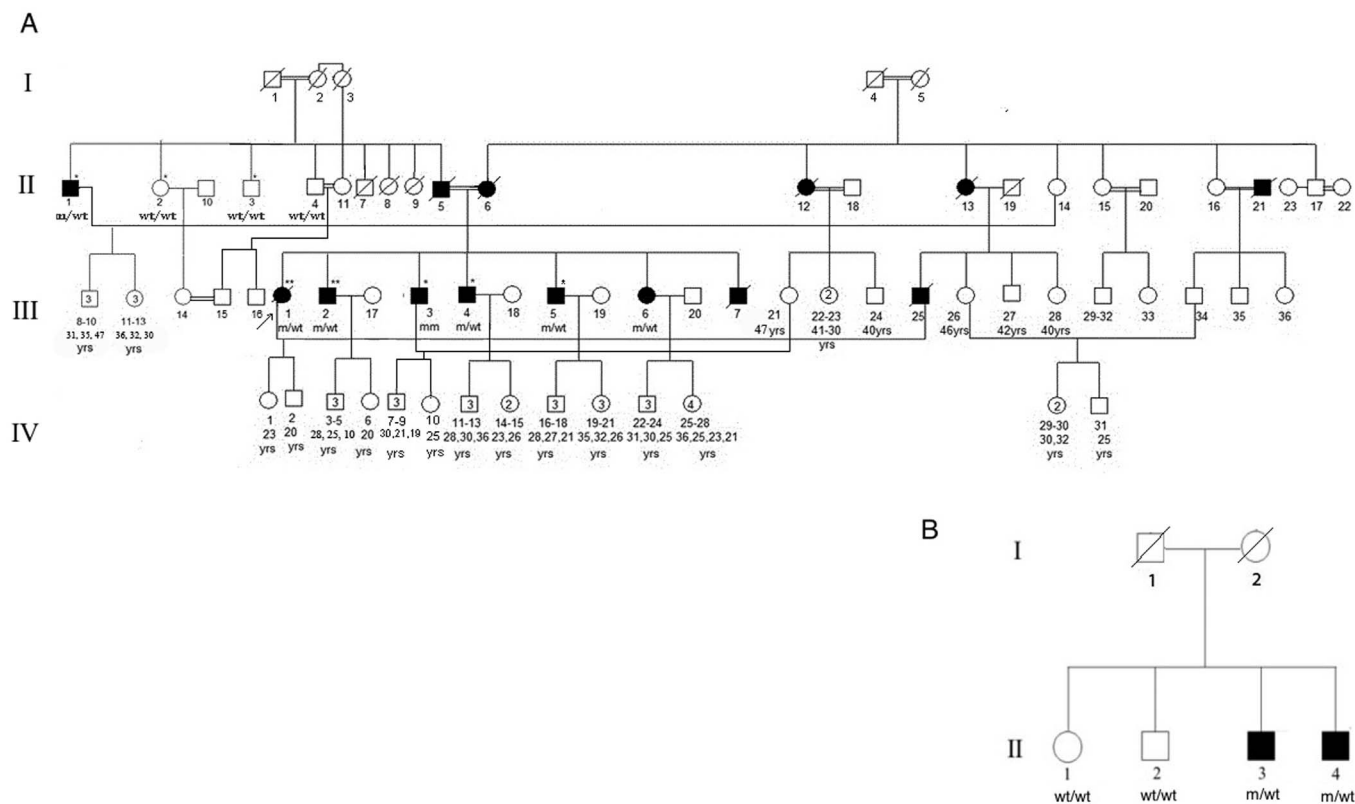 A
I
1
2
3
4
5
II
* * *
1 2 10 3 4 11 7 8 9 5 6 12 18 13 19 14 15 20 16 21 23 17 22
m/wt wt/wt wt/wt wt/wt
III
3 3 ** ** * * * 2
8-10 11-13 14 15 16 1 2 17 3 4 18 5 19 6 20 7 21 22-23 24 25 26 27 28 29-32 33 34 35 36
31, 35, 47 36, 32, 30 m/wt m/wt mm m/wt m/wt m/wt 47yrs 41-30 40yrs 46yrs 42yrs 40yrs
yrs yrs yrs
IV
3 3 3 2 3 3 3 4 2
1 2 3-5 6 7-9 10 11-13 14-15 16-18 19-21 22-24 25-28 29-30 31
23 20 28, 25, 10 20 30,21,19 25 28,30,36 23,26 28,27,21 35,32,26 31,30,25 36,25,23,21 30,32 25
yrs yrs yrs yrs yrs yrs yrs yrs yrs yrs yrs yrs yrs yrs
B
I
1 2
II
1 2 3 4
wt/wt wt/wt m/wt m/wt